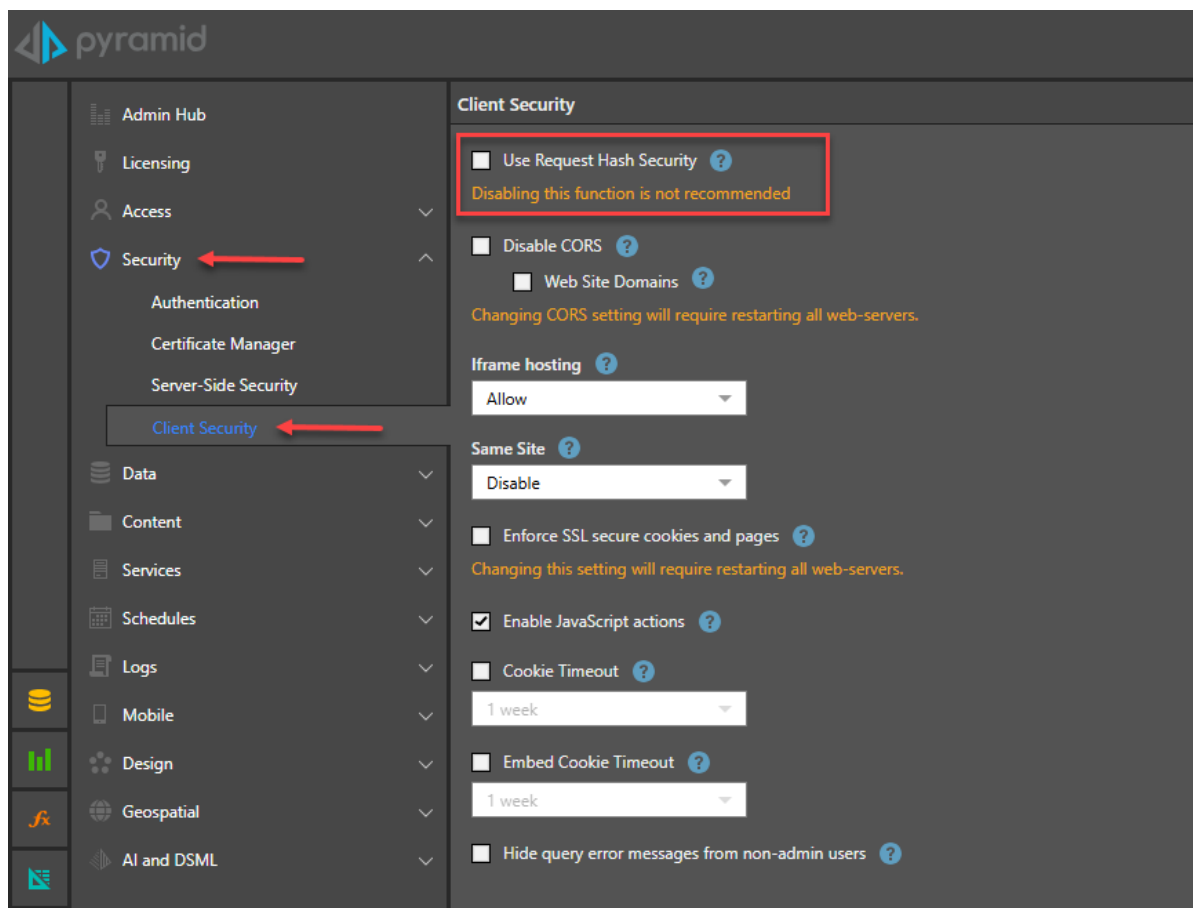 pyramid
Admin Hub
Licensing
Access
Security
Authentication
Certificate Manager
Server-Side Security
Client Security
Data
Content
Services
Schedules
Logs
Mobile
Design
Geospatial
AI and DSML
fx
Client Security
Use Request Hash Security ?
Disabling this function is not recommended
Disable CORS ?
Web Site Domains ?
Changing CORS setting will require restarting all web-servers.
Iframe hosting ?
Allow
Same Site ?
Disable
Enforce SSL secure cookies and pages ?
Changing this setting will require restarting all web-servers.
Enable JavaScript actions ?
Cookie Timeout ?
1 week
Embed Cookie Timeout ?
1 week
Hide query error messages from non-admin users ?